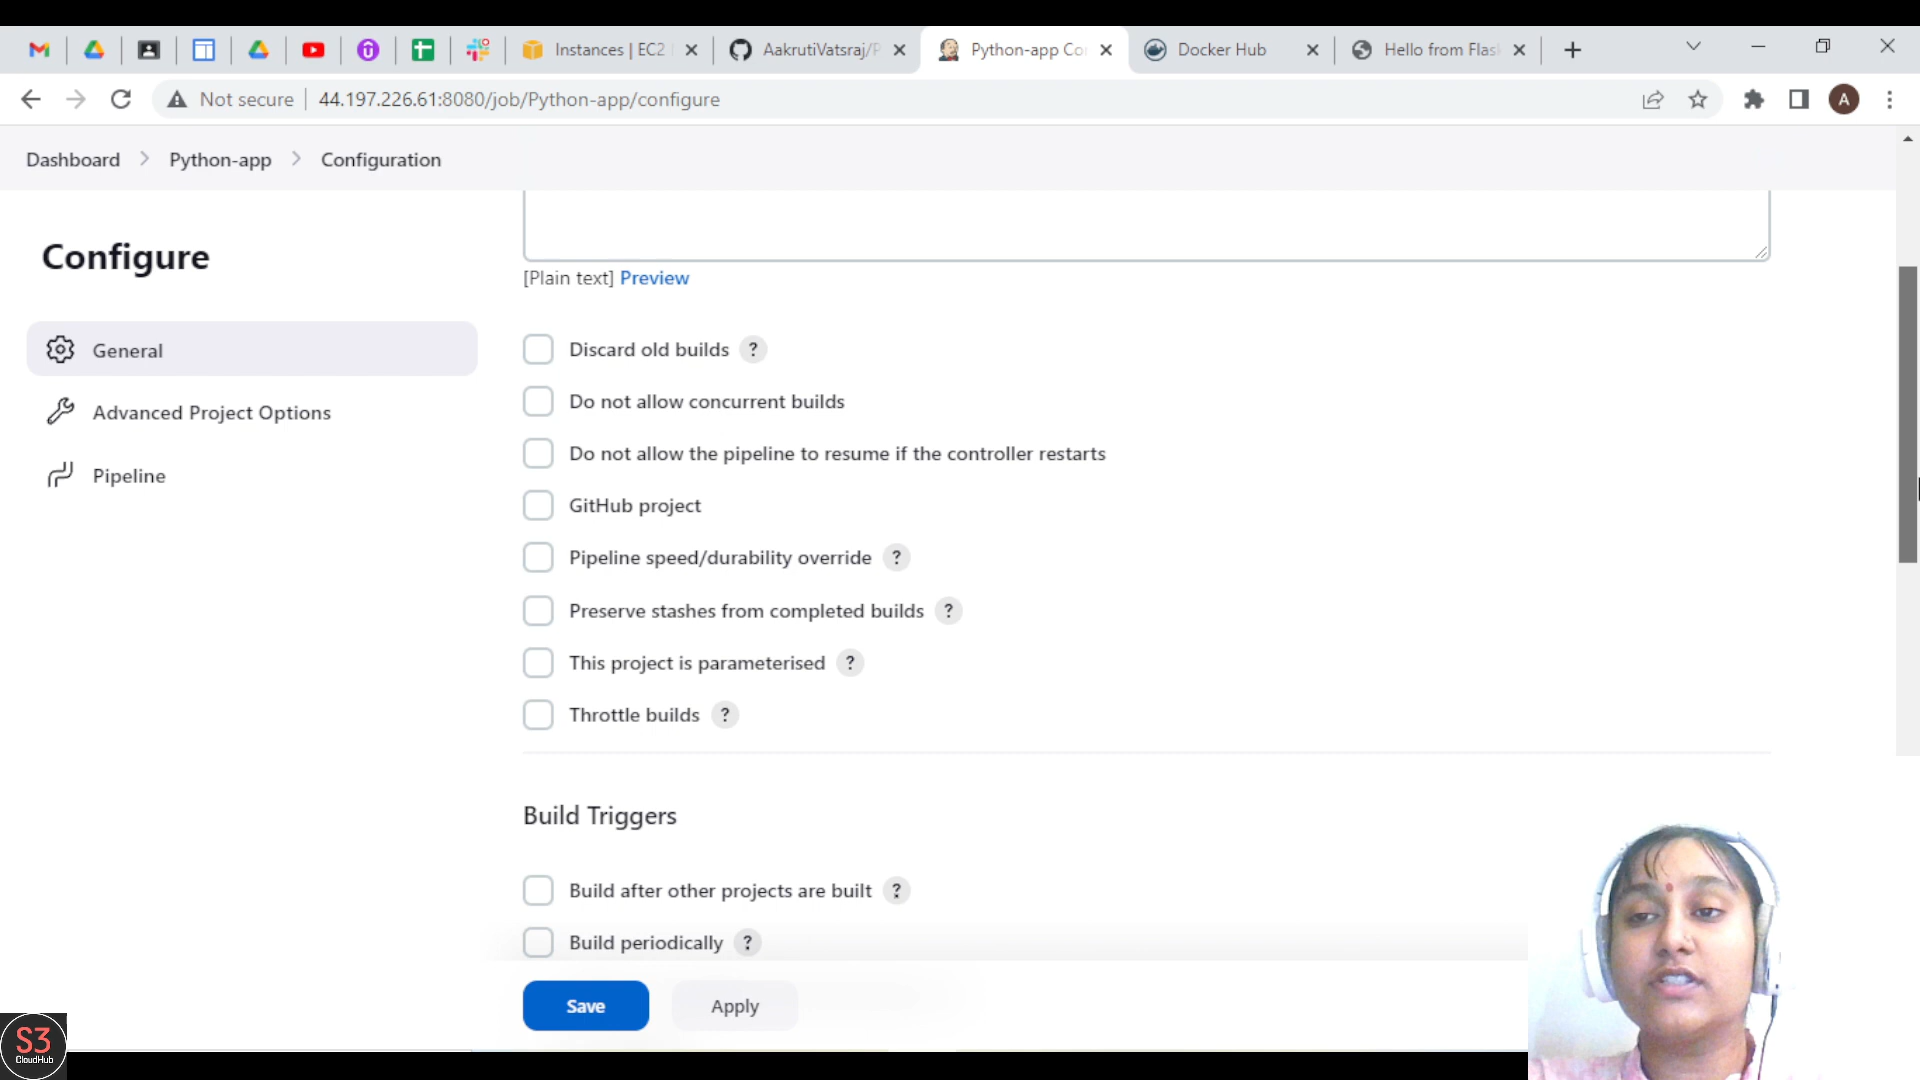 Instances | EC2
AakrutiVatsraj/P
Python-app Co
Docker Hub
Hello from Flas
Not secure
44.197.226.61:8080/job/Python-app/configure
A
Dashboard
Python-app
Configuration
Configure
General
Advanced Project Options
Pipeline
[Plain text] Preview
Discard old builds ?
Do not allow concurrent builds
Do not allow the pipeline to resume if the controller restarts
GitHub project
Pipeline speed/durability override ?
Preserve stashes from completed builds ?
This project is parameterised ?
Throttle builds ?
Build Triggers
Build after other projects are built ?
Build periodically ?
Save
Apply
S3
CloudHub